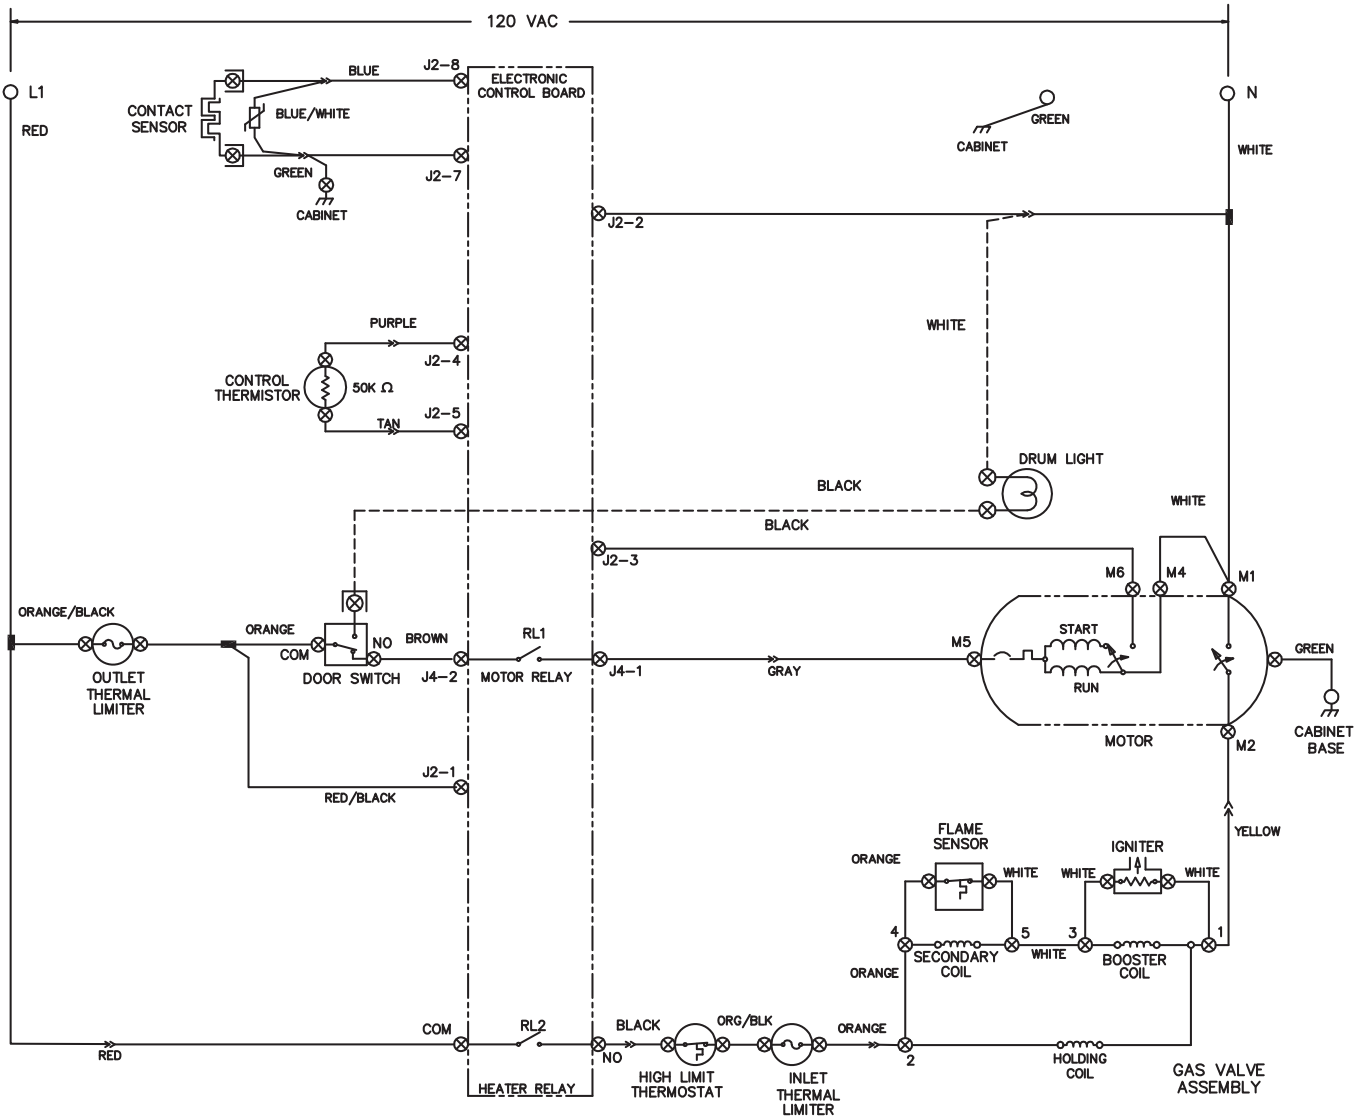 120 VAC
L1
RED
CONTACT
SENSOR
BLUE
BLUE/WHITE
GREEN
CABINET
J2-8
J2-7
ELECTRONIC
CONTROL BOARD
GREEN
CABINET
N
WHITE
J2-2
PURPLE
J2-4
CONTROL
THERMISTOR
50K Ω
J2-5
TAN
WHITE
DRUM LIGHT
BLACK
BLACK
WHITE
J2-3
M6
M4
M1
ORANGE/BLACK
ORANGE
COM
NO
BROWN
RL1
START
M5
GREEN
OUTLET
THERMAL
LIMITER
DOOR SWITCH
J4-2
MOTOR RELAY
J4-1
GRAY
RUN
MOTOR
M2
CABINET
BASE
J2-1
RED/BLACK
YELLOW
FLAME
SENSOR
IGNITER
ORANGE
WHITE
WHITE
WHITE
4
5
3
1
SECONDARY
COIL
WHITE
BOOSTER
COIL
ORANGE
COM
RL2
BLACK
ORG/BLK
ORANGE
RED
NO
2
HEATER RELAY
HIGH LIMIT
THERMOSTAT
INLET
THERMAL
LIMITER
HOLDING
COIL
GAS VALVE
ASSEMBLY